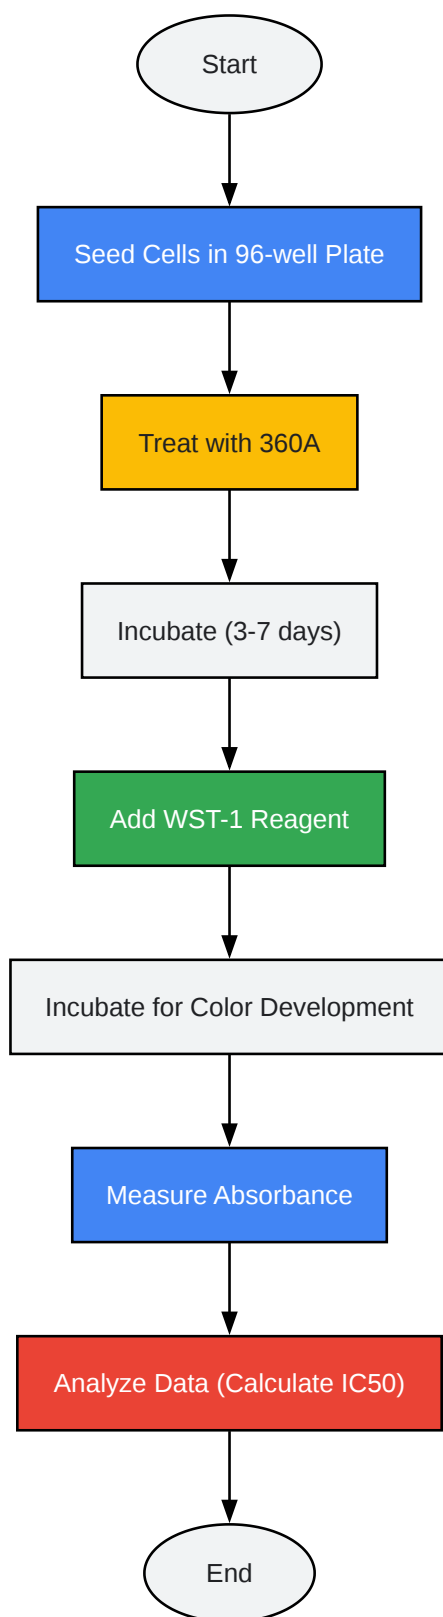 Start
Seed Cells in 96-well Plate
Treat with 360A
Incubate (3-7 days)
Add WST-1 Reagent
Incubate for Color Development
Measure Absorbance
Analyze Data (Calculate IC50)
End